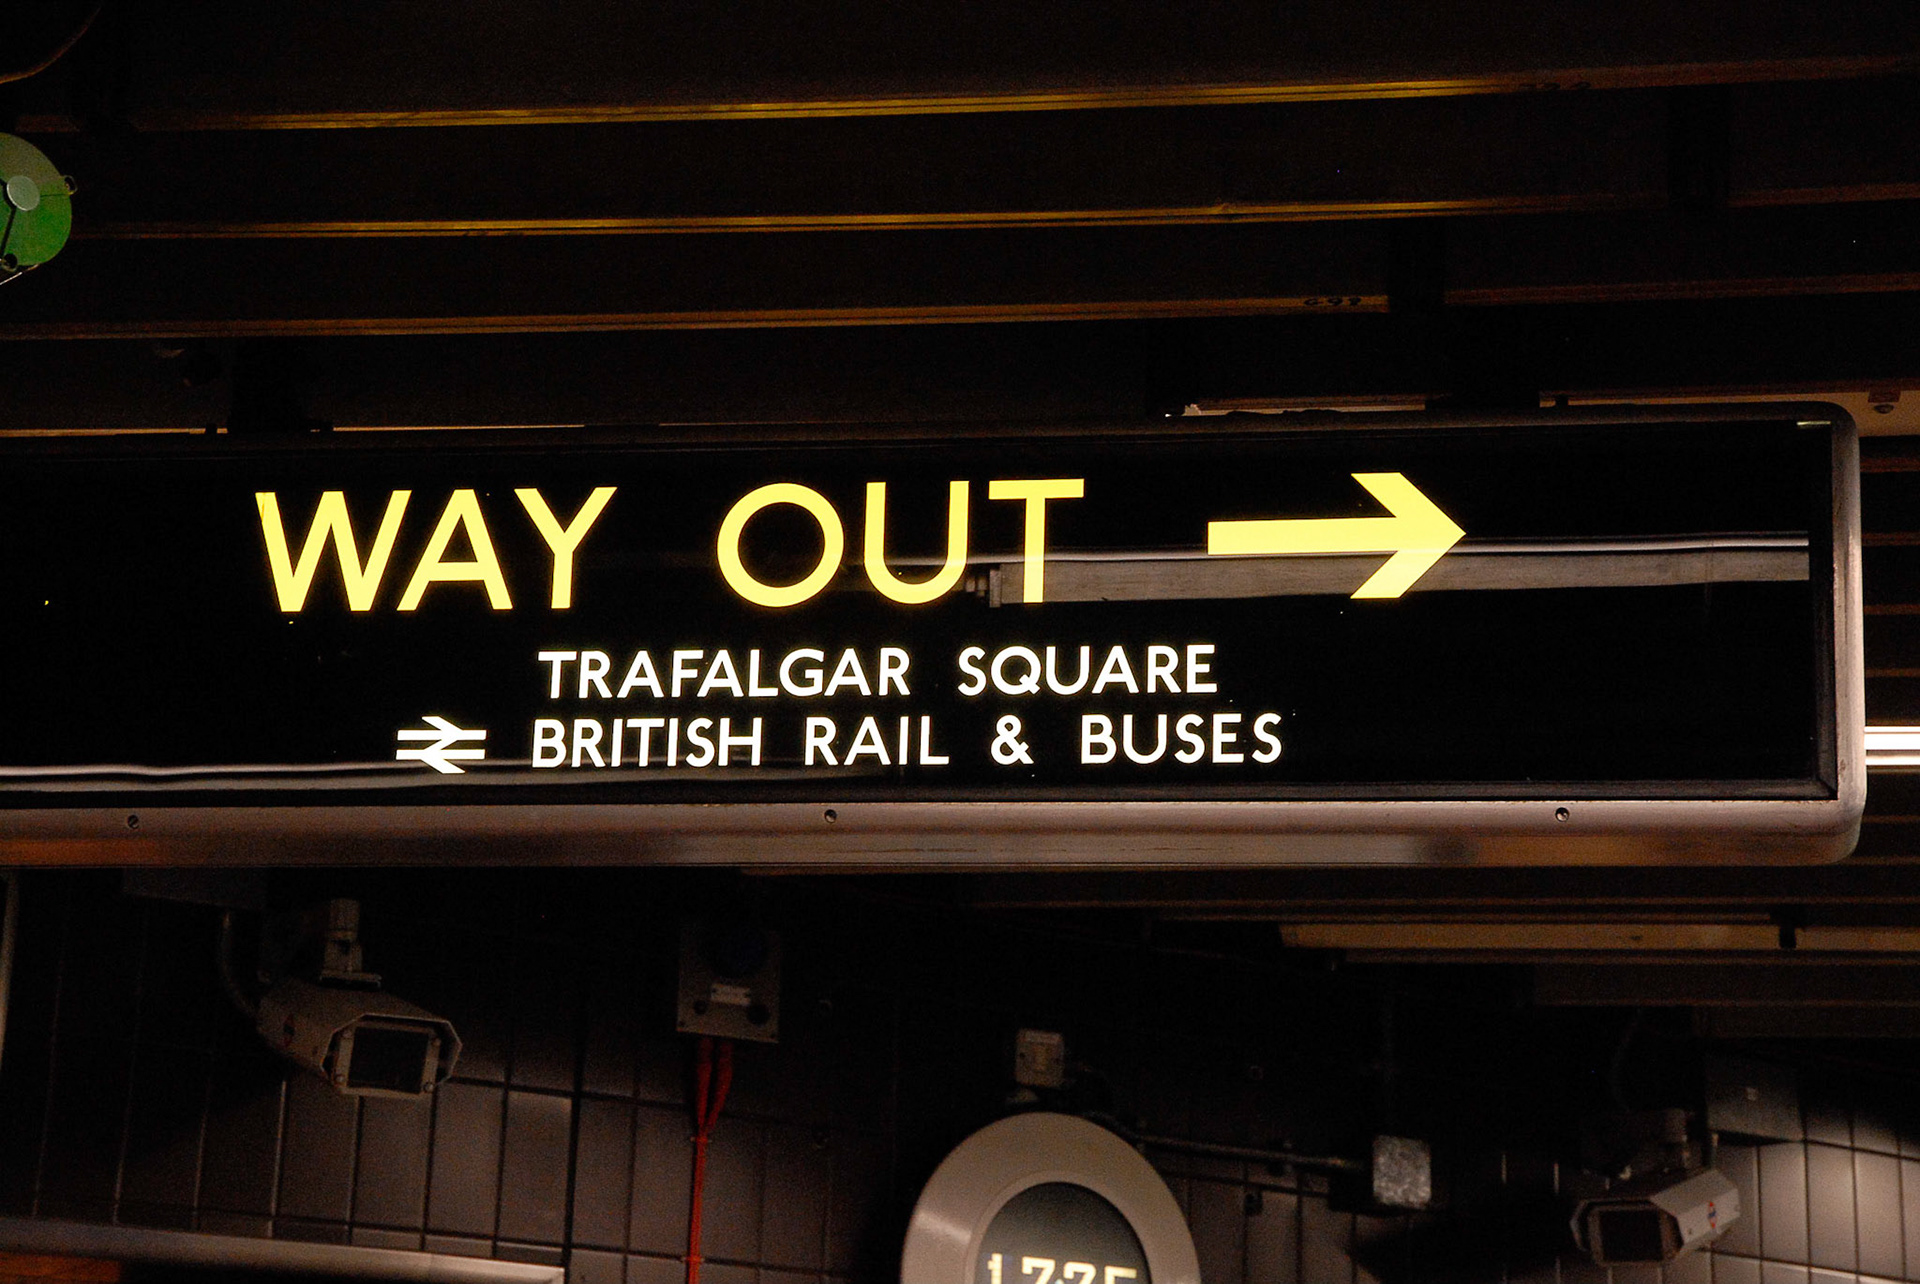 WAY OUT →
TRAFALGAR SQUARE
BRITISH RAIL & BUSES